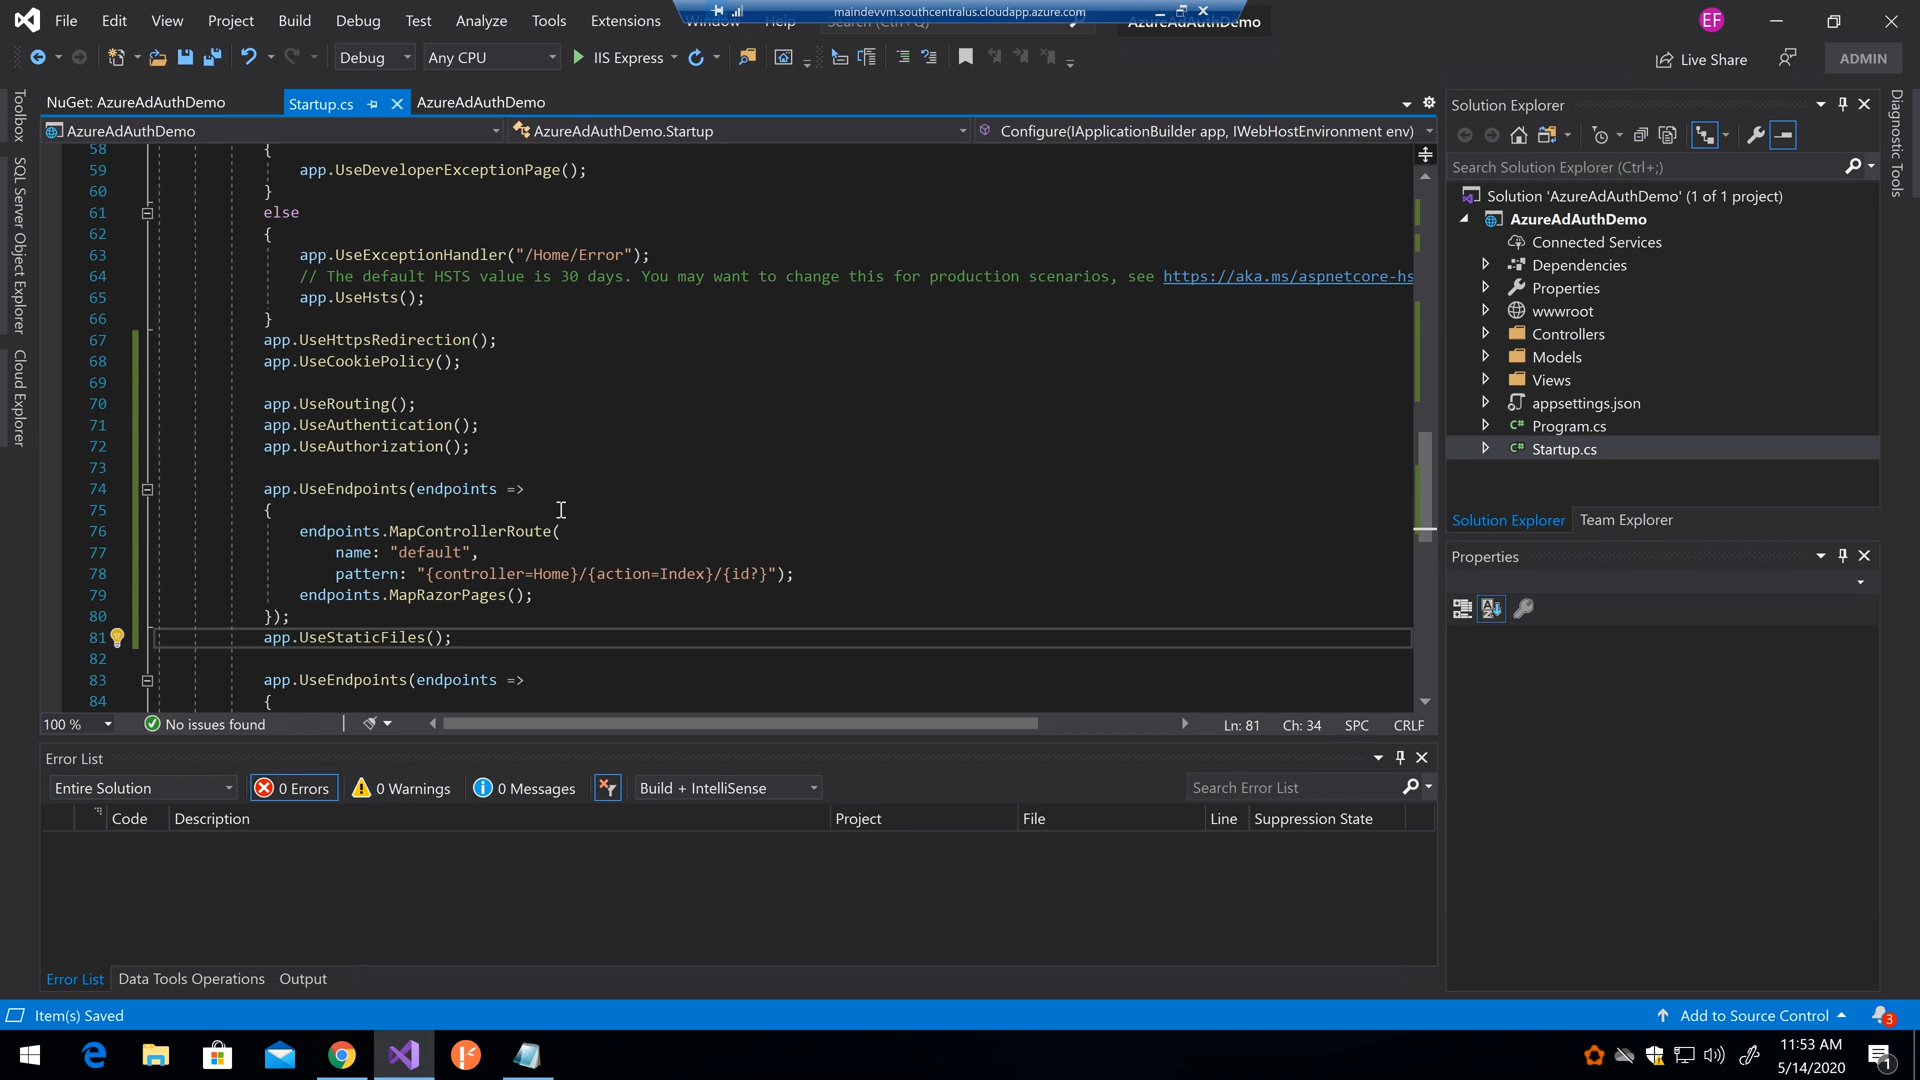 maindevvm.southcentralus.cloudapp.azure.com
File Edit View Project Build Debug Test Analyze Tools Extensions Window Help Search (Ctrl+Q) AzureAdAuthDemo EF
Debug Any CPU IIS Express Live Share ADMIN
NuGet: AzureAdAuthDemo Startup.cs AzureAdAuthDemo
AzureAdAuthDemo AzureAdAuthDemo.Startup Configure(IApplicationBuilder app, IWebHostEnvironment env)
Toolbox
SQL Server Object Explorer
Cloud Explorer
58 {
59 app.UseDeveloperExceptionPage();
60 }
61 else
62 {
63 app.UseExceptionHandler("/Home/Error");
64 // The default HSTS value is 30 days. You may want to change this for production scenarios, see https://aka.ms/aspnetcore-hs
65 app.UseHsts();
66 }
67 app.UseHttpsRedirection();
68 app.UseCookiePolicy();
69
70 app.UseRouting();
71 app.UseAuthentication();
72 app.UseAuthorization();
73
74 app.UseEndpoints(endpoints =>
75 {
76 endpoints.MapControllerRoute(
77 name: "default",
78 pattern: "{controller=Home}/{action=Index}/{id?}");
79 endpoints.MapRazorPages();
80 });
81 app.UseStaticFiles();
82
83 app.UseEndpoints(endpoints =>
84 {
100 % No issues found Ln: 81 Ch: 34 SPC CRLF
Error List
Entire Solution 0 Errors 0 Warnings 0 Messages Build + IntelliSense Search Error List
Code Description Project File Line Suppression State
Error List Data Tools Operations Output
Solution Explorer
Search Solution Explorer (Ctrl+;)
Solution 'AzureAdAuthDemo' (1 of 1 project)
AzureAdAuthDemo
Connected Services
Dependencies
Properties
wwwroot
Controllers
Models
Views
appsettings.json
C# Program.cs
C# Startup.cs
Solution Explorer Team Explorer
Properties
Diagnostic Tools
Item(s) Saved Add to Source Control 3
11:53 AM
5/14/2020
1